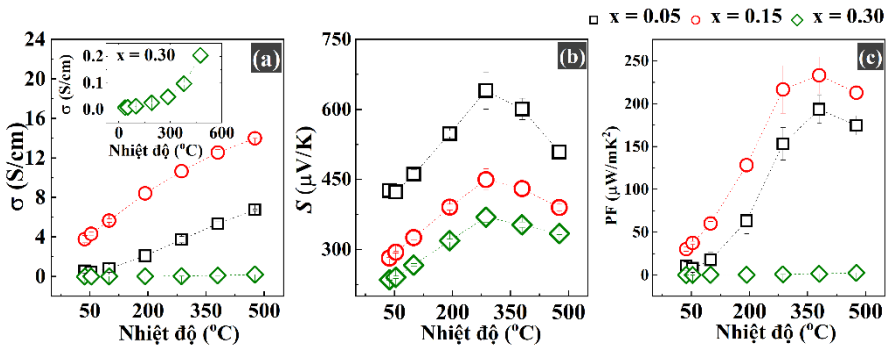 x = 0.05 x = 0.15 x = 0.30
24
20
16
12
8
4
0
σ (S/cm)
0.2
0.1
0.0
σ (S/cm)
x = 0.30
0 300 600
Nhiệt độ (°C)
(a)
50 200 350 500
Nhiệt độ (°C)
750
600
450
300
S (µV/K)
(b)
50 200 350 500
Nhiệt độ (°C)
250
200
150
100
50
0
PF (µW/mK²)
(c)
50 200 350 500
Nhiệt độ (°C)